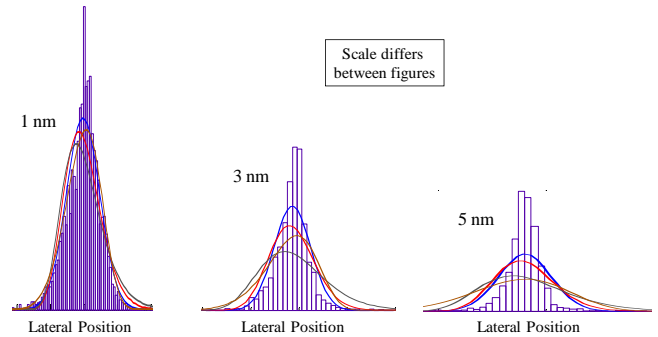 Scale differs
between figures
1 nm
3 nm
5 nm
Lateral Position
Lateral Position
Lateral Position